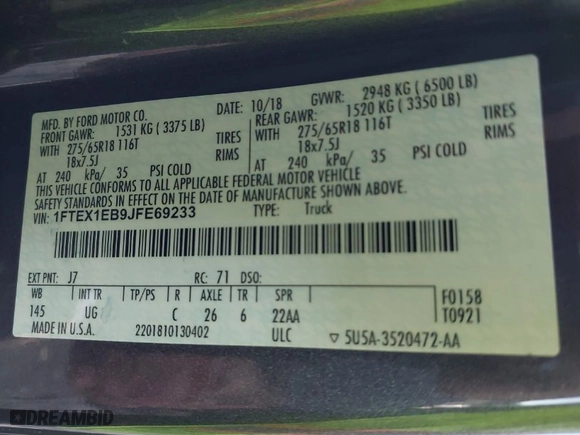 MFD. BY FORD MOTOR CO. DATE: 10/18 GVWR: 2948 KG ( 6500 LB)
FRONT GAWR: 1531 KG ( 3375 LB) REAR GAWR: 1520 KG ( 3350 LB)
WITH 275/65R18 116T TIRES WITH 275/65R18 116T TIRES
18x7.5J RIMS 18x7.5J RIMS
AT 240 kPa/ 35 PSI COLD AT 240 kPa/ 35 PSI COLD
THIS VEHICLE CONFORMS TO ALL APPLICABLE FEDERAL MOTOR VEHICLE
SAFETY STANDARDS IN EFFECT ON THE DATE OF MANUFACTURE SHOWN ABOVE.
VIN: 1FTEX1EB9JFE69233 TYPE: Truck
EXT PNT: J7 RC: 71 DSO:
WB INT TR TP/PS R AXLE TR SPR F0158
145 UG C 26 6 22AA T0921
MADE IN U.S.A. 2201810130402 ULC ▽ 5U5A-3520472-AA
DREAMBID